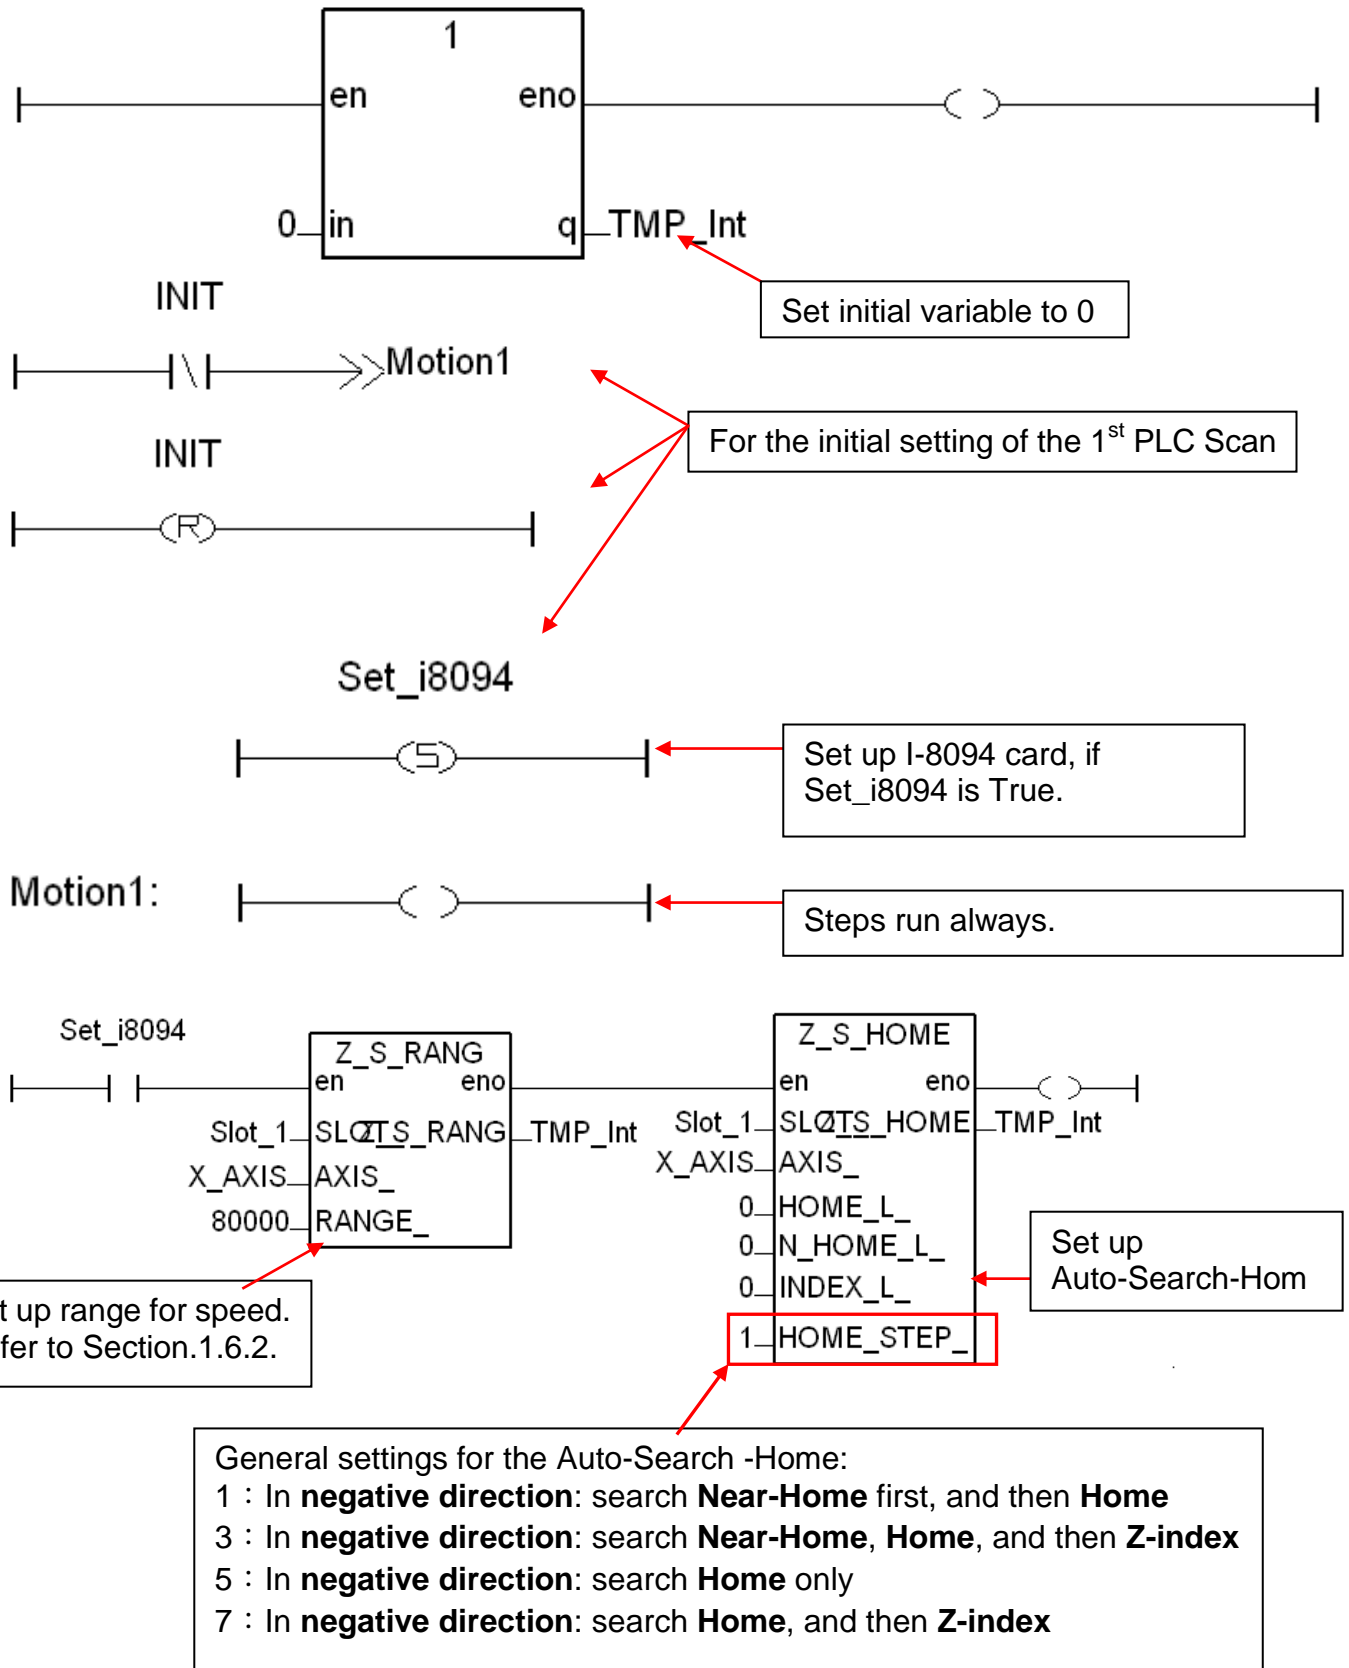 1
en eno
0 in q TMP_Int
Set initial variable to 0
INIT
Motion1
For the initial setting of the 1st PLC Scan
INIT
R
Set_i8094
S
Set up I-8094 card, if
Set_i8094 is True.
Motion1:
Steps run always.
Set_i8094
Z_S_RANG
en eno
Slot_1 SLOT_ Z_S_RANG TMP_Int
X_AXIS AXIS_
80000 RANGE_
Z_S_HOME
en eno
Slot_1 SLOT_ Z_S_HOME TMP_Int
X_AXIS AXIS_
0 HOME_L_
0 N_HOME_L_
0 INDEX_L_
1 HOME_STEP_
Set up
Auto-Search-Hom
t up range for speed.
fer to Section.1.6.2.
General settings for the Auto-Search -Home:
1：In negative direction: search Near-Home first, and then Home
3：In negative direction: search Near-Home, Home, and then Z-index
5：In negative direction: search Home only
7：In negative direction: search Home, and then Z-index